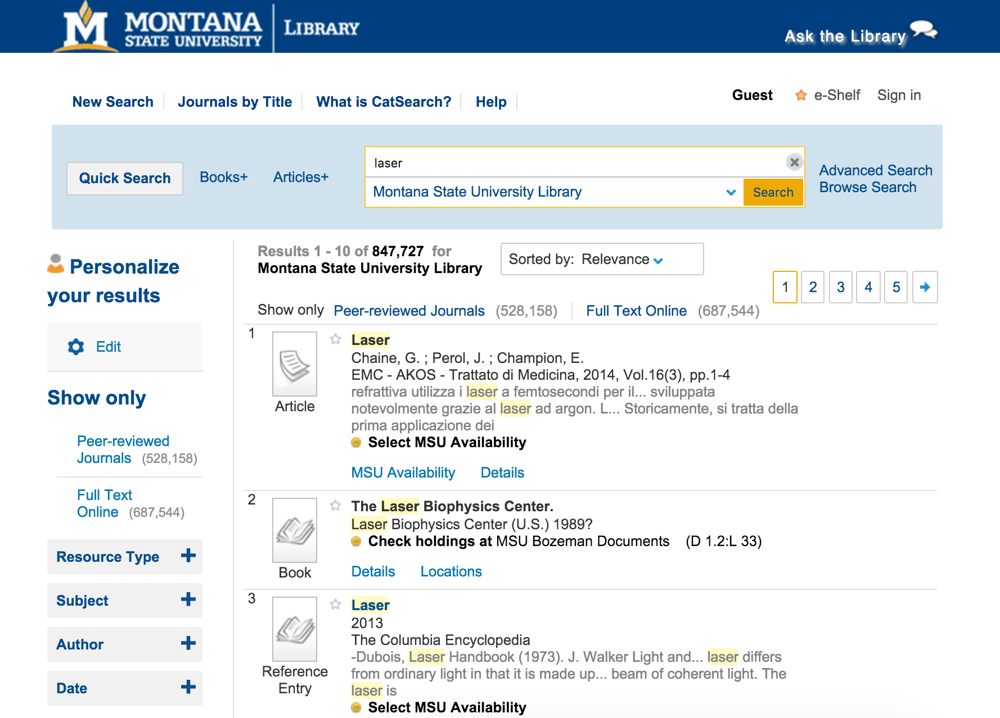 MONTANA
STATE UNIVERSITY
LIBRARY
Ask the Library
New Search
Journals by Title
What is CatSearch?
Help
Guest
e-Shelf
Sign in
Quick Search
Books+
Articles+
laser
Montana State University Library
Search
Advanced Search
Browse Search
Personalize
your results
Edit
Show only
Peer-reviewed
Journals (528,158)
Full Text
Online (687,544)
Resource Type
Subject
Author
Date
Results 1 - 10 of 847,727 for
Montana State University Library
Sorted by: Relevance
1 2 3 4 5
Show only Peer-reviewed Journals (528,158) Full Text Online (687,544)
1
Article
Laser
Chaine, G. ; Perol, J. ; Champion, E.
EMC - AKOS - Trattato di Medicina, 2014, Vol.16(3), pp.1-4
refrattiva utilizza i laser a femtosecondi per il... sviluppata
notevolmente grazie al laser ad argon. L... Storicamente, si tratta della
prima applicazione dei
Select MSU Availability
MSU Availability Details
2
Book
The Laser Biophysics Center.
Laser Biophysics Center (U.S.) 1989?
Check holdings at MSU Bozeman Documents (D 1.2:L 33)
Details Locations
3
Reference
Entry
Laser
2013
The Columbia Encyclopedia
-Dubois, Laser Handbook (1973). J. Walker Light and... laser differs
from ordinary light in that it is made up... beam of coherent light. The
laser is
Select MSU Availability